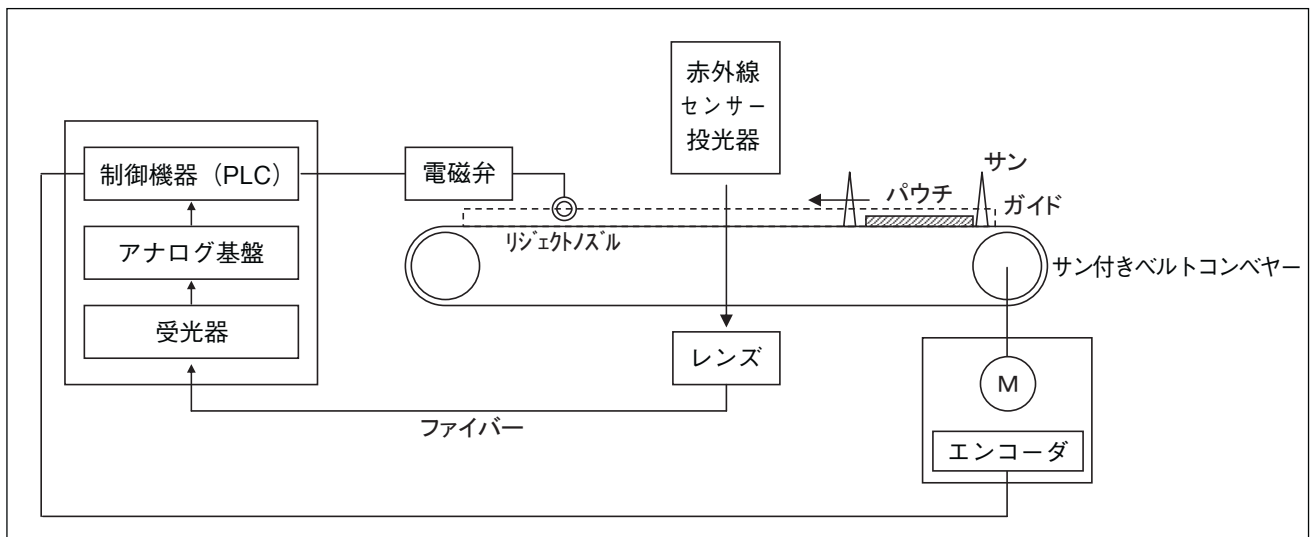 赤外線
センサー
投光器
制御機器（PLC）
電磁弁
サン
パウチ
ガイド
リジェクトノズル
アナログ基盤
サン付きベルトコンベヤー
受光器
レンズ
M
ファイバー
エンコーダ